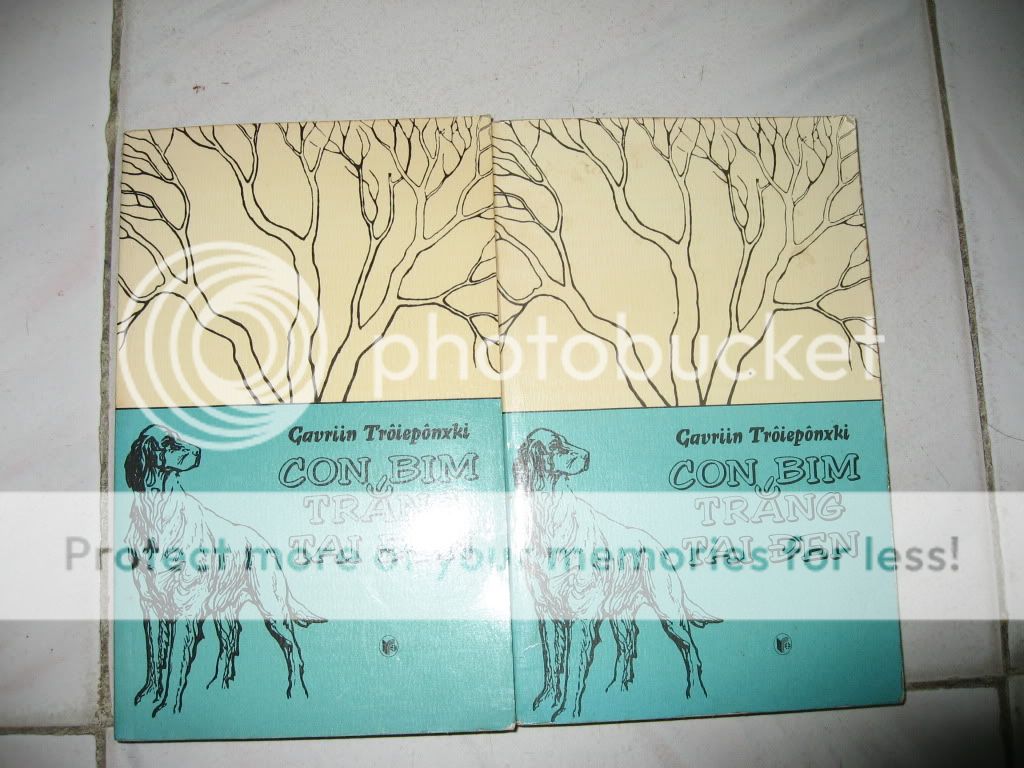 Gavriin Trôiepônxki
CON BIM
TRẮNG
TAI
Gavriin Trôiepônxki
CON BIM
TRẮNG
TAI ĐEN
photobucket
Protect more of your memories for less!